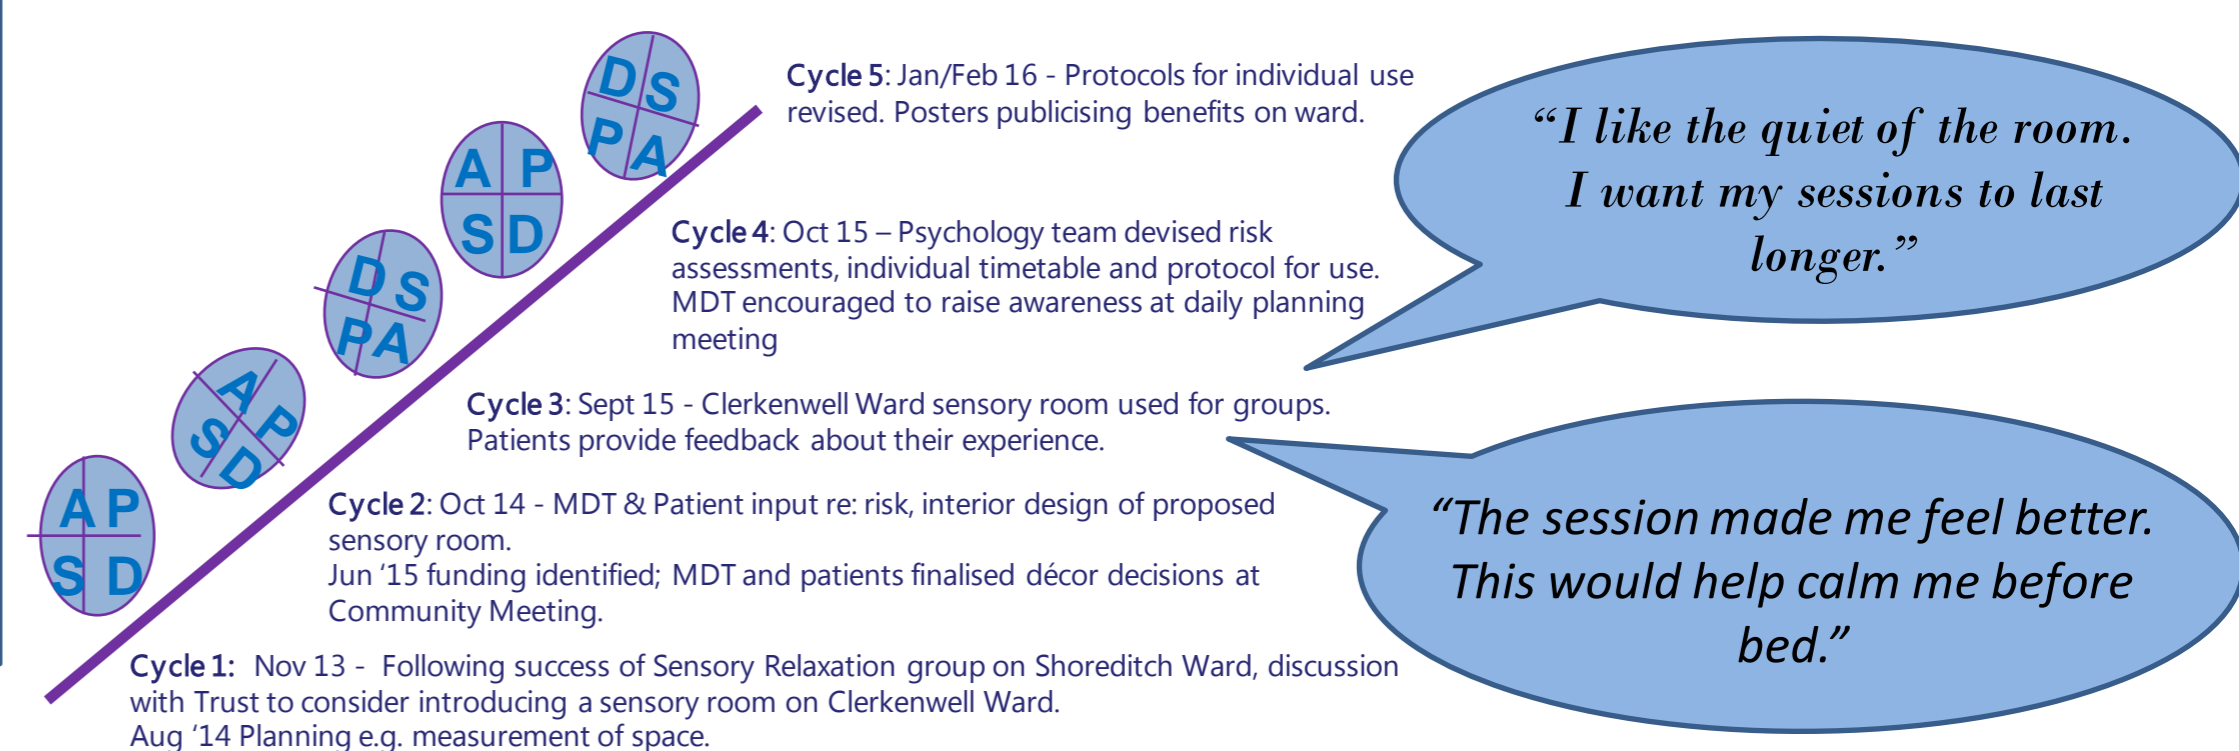 D S
P A
Cycle 5: Jan/Feb 16 - Protocols for individual use
revised. Posters publicising benefits on ward.
A P
S D
Cycle 4: Oct 15 – Psychology team devised risk
assessments, individual timetable and protocol for use.
MDT encouraged to raise awareness at daily planning
meeting
D S
P A
Cycle 3: Sept 15 - Clerkenwell Ward sensory room used for groups.
Patients provide feedback about their experience.
A P
S D
Cycle 2: Oct 14 - MDT & Patient input re: risk, interior design of proposed
sensory room.
Jun ‘15 funding identified; MDT and patients finalised décor decisions at
Community Meeting.
A P
S D
Cycle 1: Nov 13 - Following success of Sensory Relaxation group on Shoreditch Ward, discussion
with Trust to consider introducing a sensory room on Clerkenwell Ward.
Aug ‘14 Planning e.g. measurement of space.
“I like the quiet of the room.
I want my sessions to last
longer.”
“The session made me feel better.
This would help calm me before
bed.”